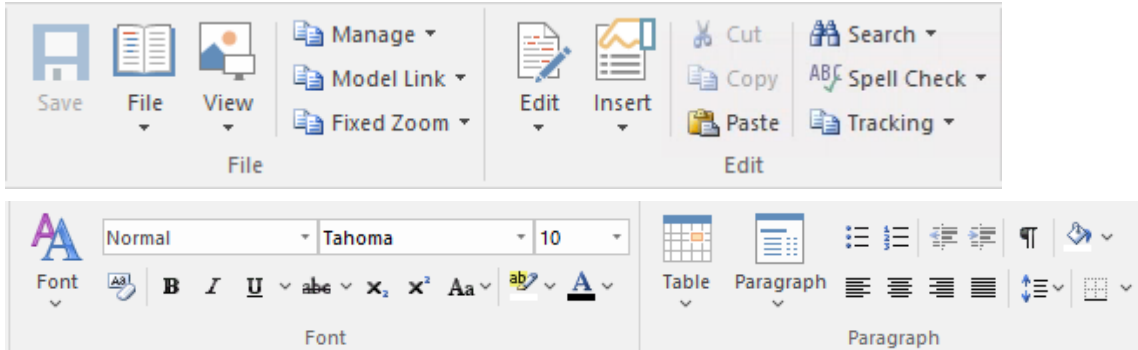 Save File View Manage
Model Link
Fixed Zoom
File
Edit Insert Cut Search
Copy ABC Spell Check
Paste Tracking
Edit
Font Normal Tahoma 10
B I U abc x₂ x² Aa ab A
Font
Table Paragraph
Paragraph